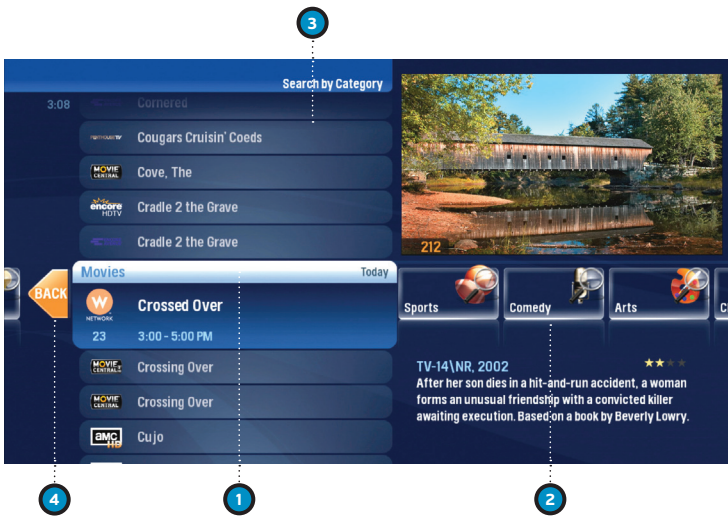 3
Search by Category
3:08
Cornered
Cougars Cruisin' Coeds
MOVIE CENTRAL
Cove, The
encore HDTV
Cradle 2 the Grave
Cradle 2 the Grave
212
BACK
Movies
Today
W NETWORK
Crossed Over
23
3:00 - 5:00 PM
Sports
Comedy
Arts
MOVIE CENTRAL
Crossing Over
MOVIE CENTRAL
Crossing Over
amc HD
Cujo
TV-14\NR, 2002
After her son dies in a hit-and-run accident, a woman
forms an unusual friendship with a convicted killer
awaiting execution. Based on a book by Beverly Lowry.
4
1
2